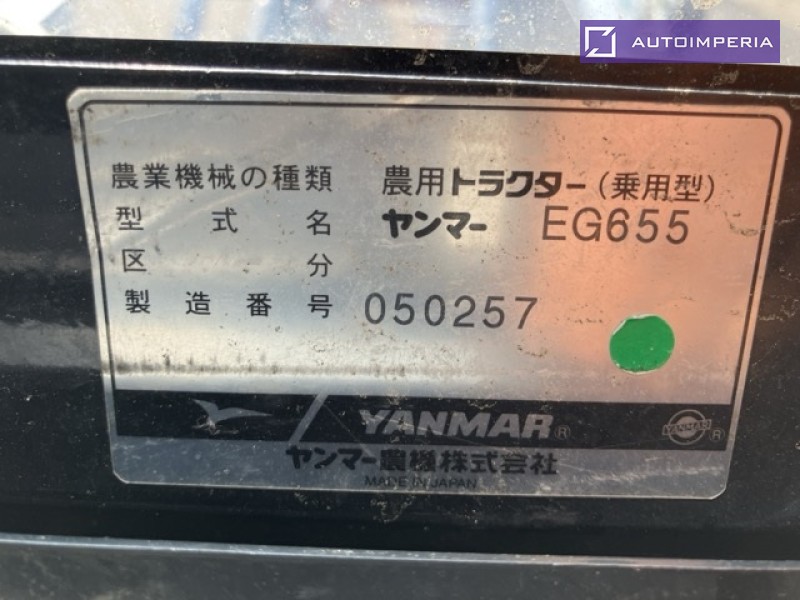 AUTOIMPERIA
農業機械の種類 農用トラクター(乗用型)
型式名 ヤンマー EG655
区分
製造番号 050257
YANMAR® YANMAR®
ヤンマー農機株式会社
MADE IN JAPAN